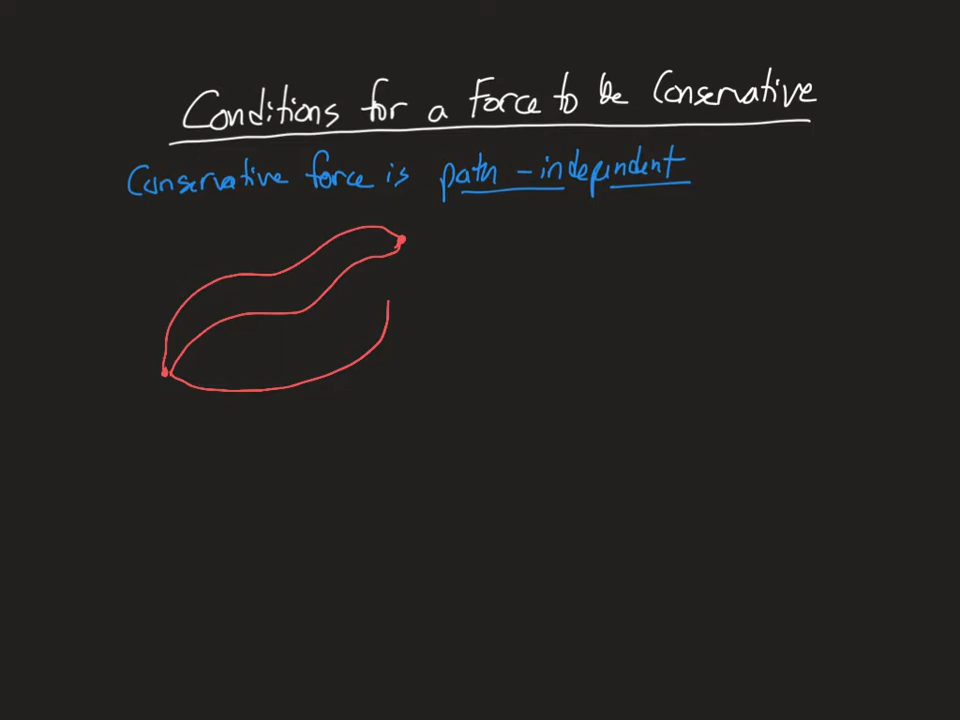 Conditions for a Force to be Conservative
Conservative force is path-independent